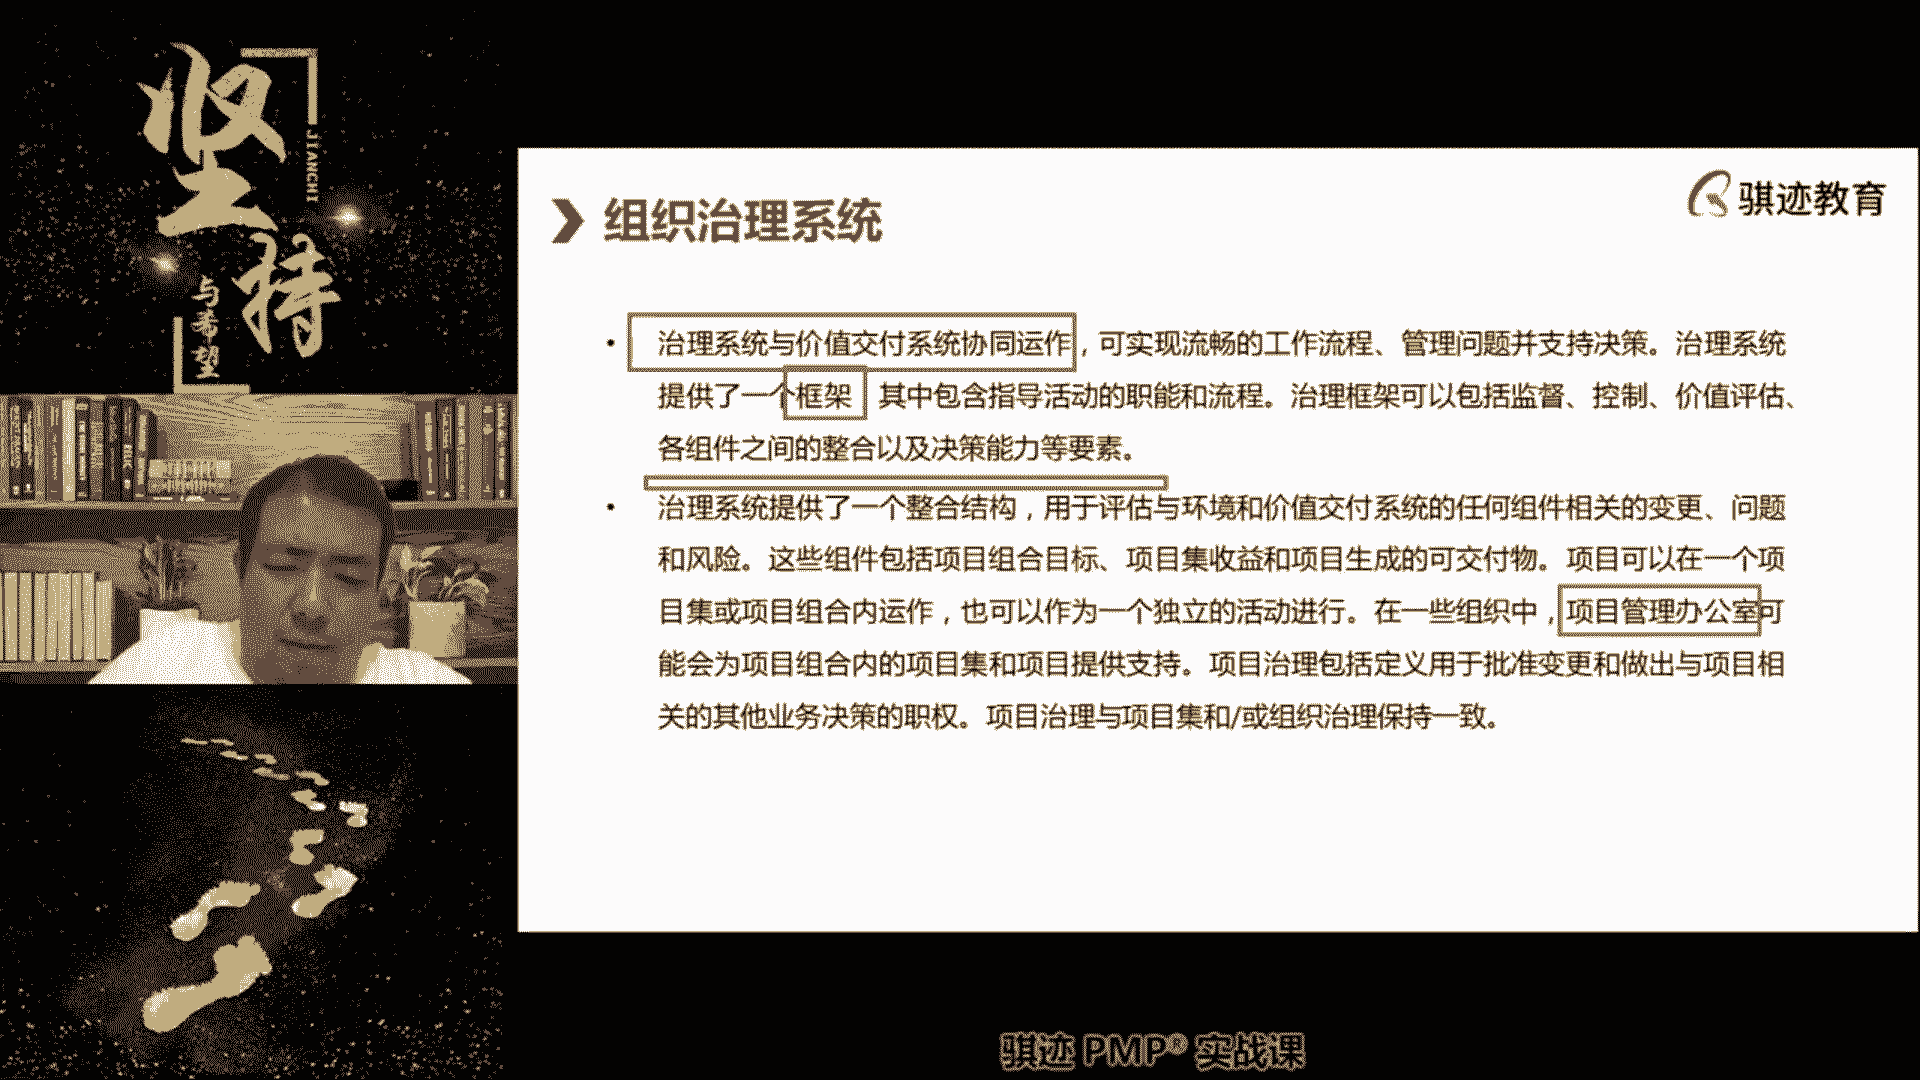 坚
持
JIANCHI
与希望
骐迹教育
组织治理系统
• 治理系统与价值交付系统协同运作，可实现流畅的工作流程、管理问题并支持决策。治理系统
提供了一个框架 其中包含指导活动的职能和流程。治理框架可以包括监督、控制、价值评估、
各组件之间的整合以及决策能力等要素。
• 治理系统提供了一个整合结构，用于评估与环境和价值交付系统的任何组件相关的变更、问题
和风险。这些组件包括项目组合目标、项目集收益和项目生成的可交付物。项目可以在一个项
目集或项目组合内运作，也可以作为一个独立的活动进行。在一些组织中，项目管理办公室可
能会为项目组合内的项目集和项目提供支持。项目治理包括定义用于批准变更和做出与项目相
关的其他业务决策的职权。项目治理与项目集和/或组织治理保持一致。
骐迹 PMP® 实战课